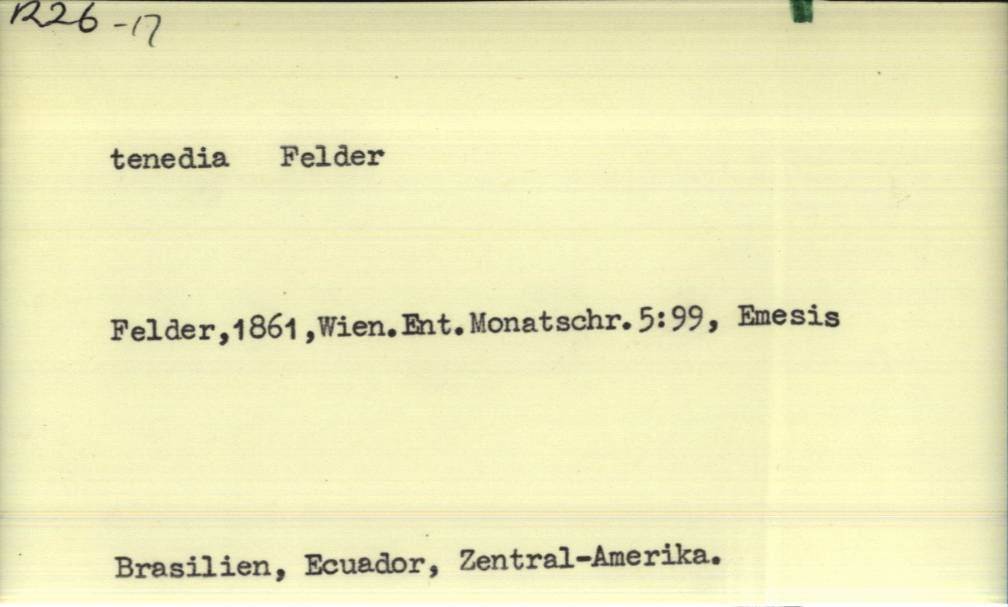 R26-17
tenedia Felder
Felder,1861,Wien.Ent.Monatschr.5:99, Emesis
Brasilien, Ecuador, Zentral-Amerika.